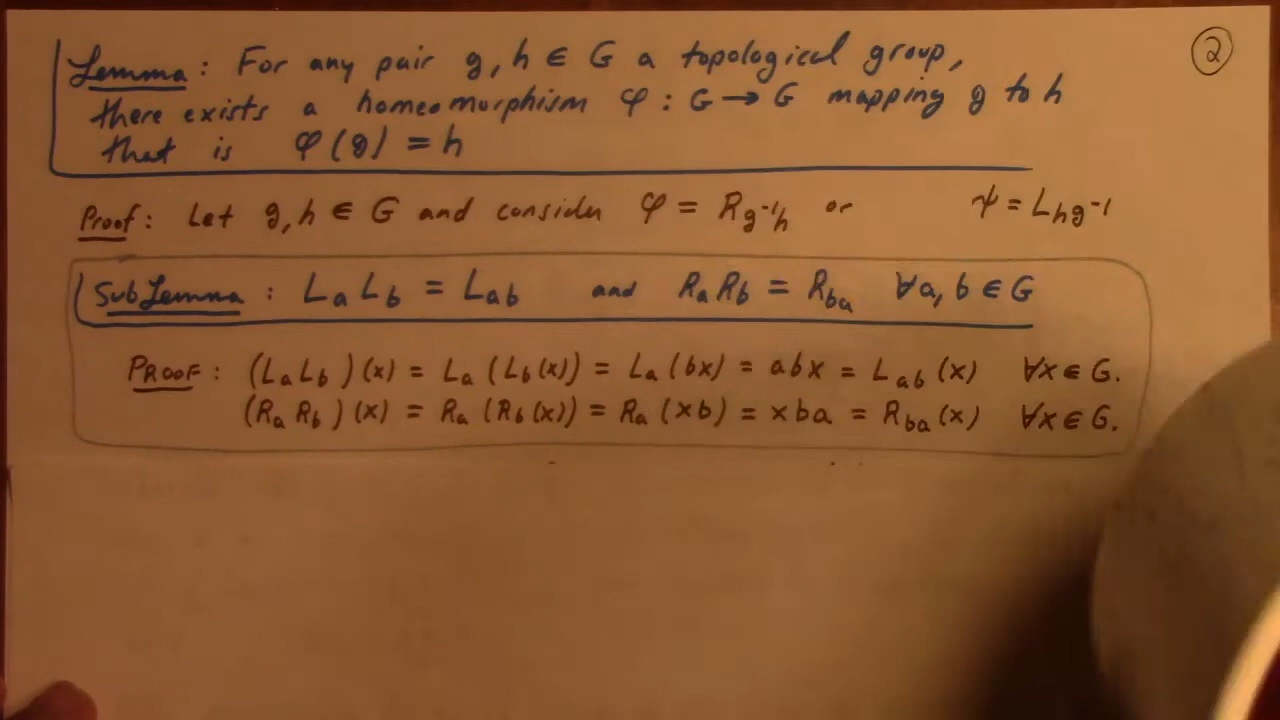 ②
Lemma: For any pair g, h ∈ G a topological group,
there exists a homeomorphism φ : G → G mapping g to h
that is φ(g) = h
Proof: Let g, h ∈ G and consider φ = R_{g⁻¹h} or ψ = L_{hg⁻¹}
SubLemma: L_a L_b = L_{ab} and R_a R_b = R_{ba} ∀a, b ∈ G
PROOF: (L_a L_b)(x) = L_a(L_b(x)) = L_a(bx) = abx = L_{ab}(x) ∀x ∈ G.
(R_a R_b)(x) = R_a(R_b(x)) = R_a(xb) = xba = R_{ba}(x) ∀x ∈ G.